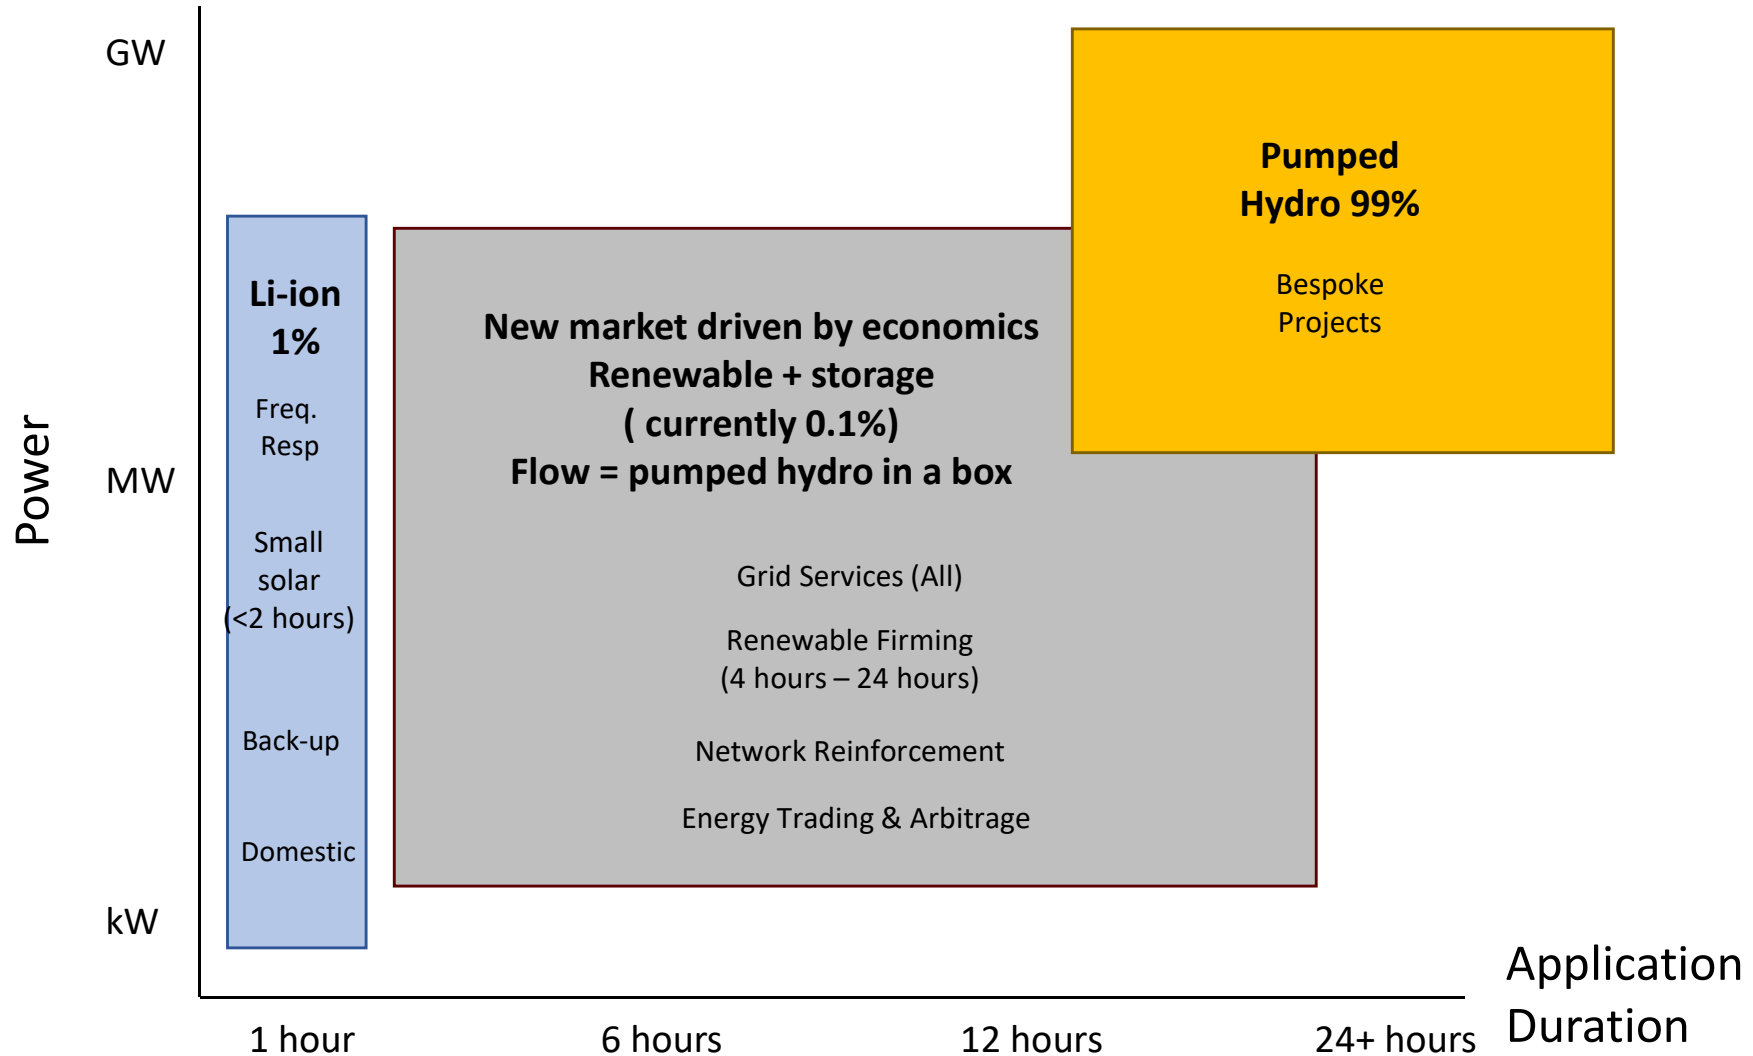 GW
MW
kW
Power
Li-ion
1%
Freq.
Resp
Small
solar
(<2 hours)
Back-up
Domestic
New market driven by economics
Renewable + storage
( currently 0.1%)
Flow = pumped hydro in a box
Grid Services (All)
Renewable Firming
(4 hours – 24 hours)
Network Reinforcement
Energy Trading & Arbitrage
Pumped
Hydro 99%
Bespoke
Projects
1 hour
6 hours
12 hours
24+ hours
Application
Duration